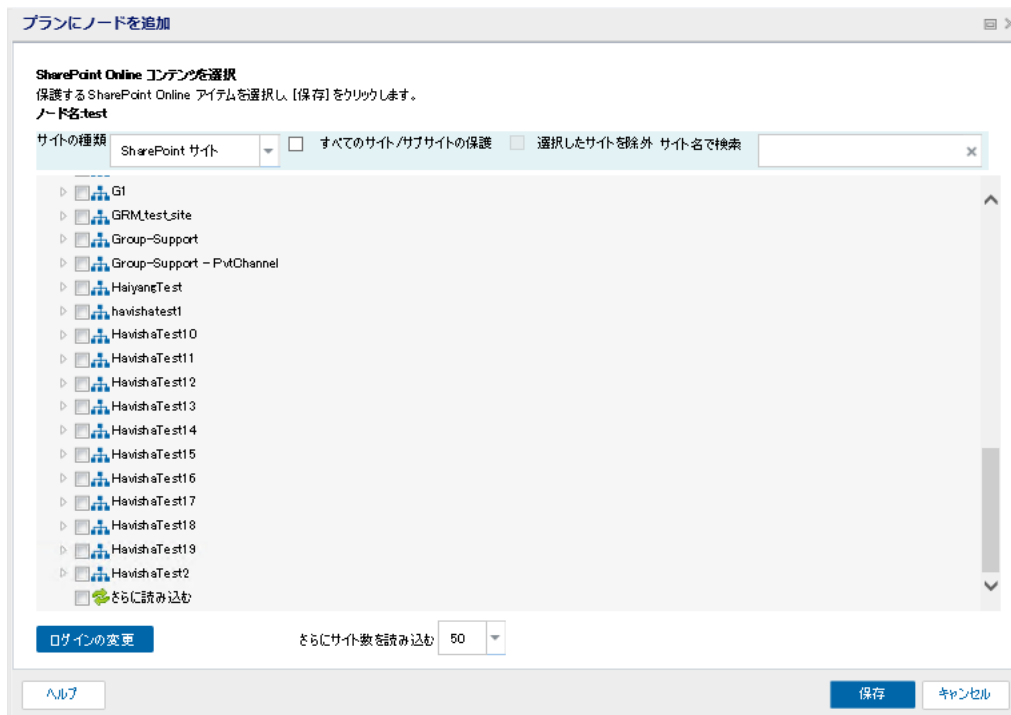 プランにノードを追加
SharePoint Online コンテンツを選択
保護する SharePoint Online アイテムを選択し、[保存] をクリックします。
ノード名:test
サイトの種類 SharePoint サイト すべてのサイト/サブサイトの保護 選択したサイトを除外 サイト名で検索
G1
GRM_test_site
Group-Support
Group-Support - PvtChannel
HaiyangTest
havishatest1
HavishaTest10
HavishaTest11
HavishaTest12
HavishaTest13
HavishaTest14
HavishaTest15
HavishaTest16
HavishaTest17
HavishaTest18
HavishaTest19
HavishaTest2
さらに読み込む
ログインの変更 さらにサイト数を読み込む 50
ヘルプ 保存 キャンセル